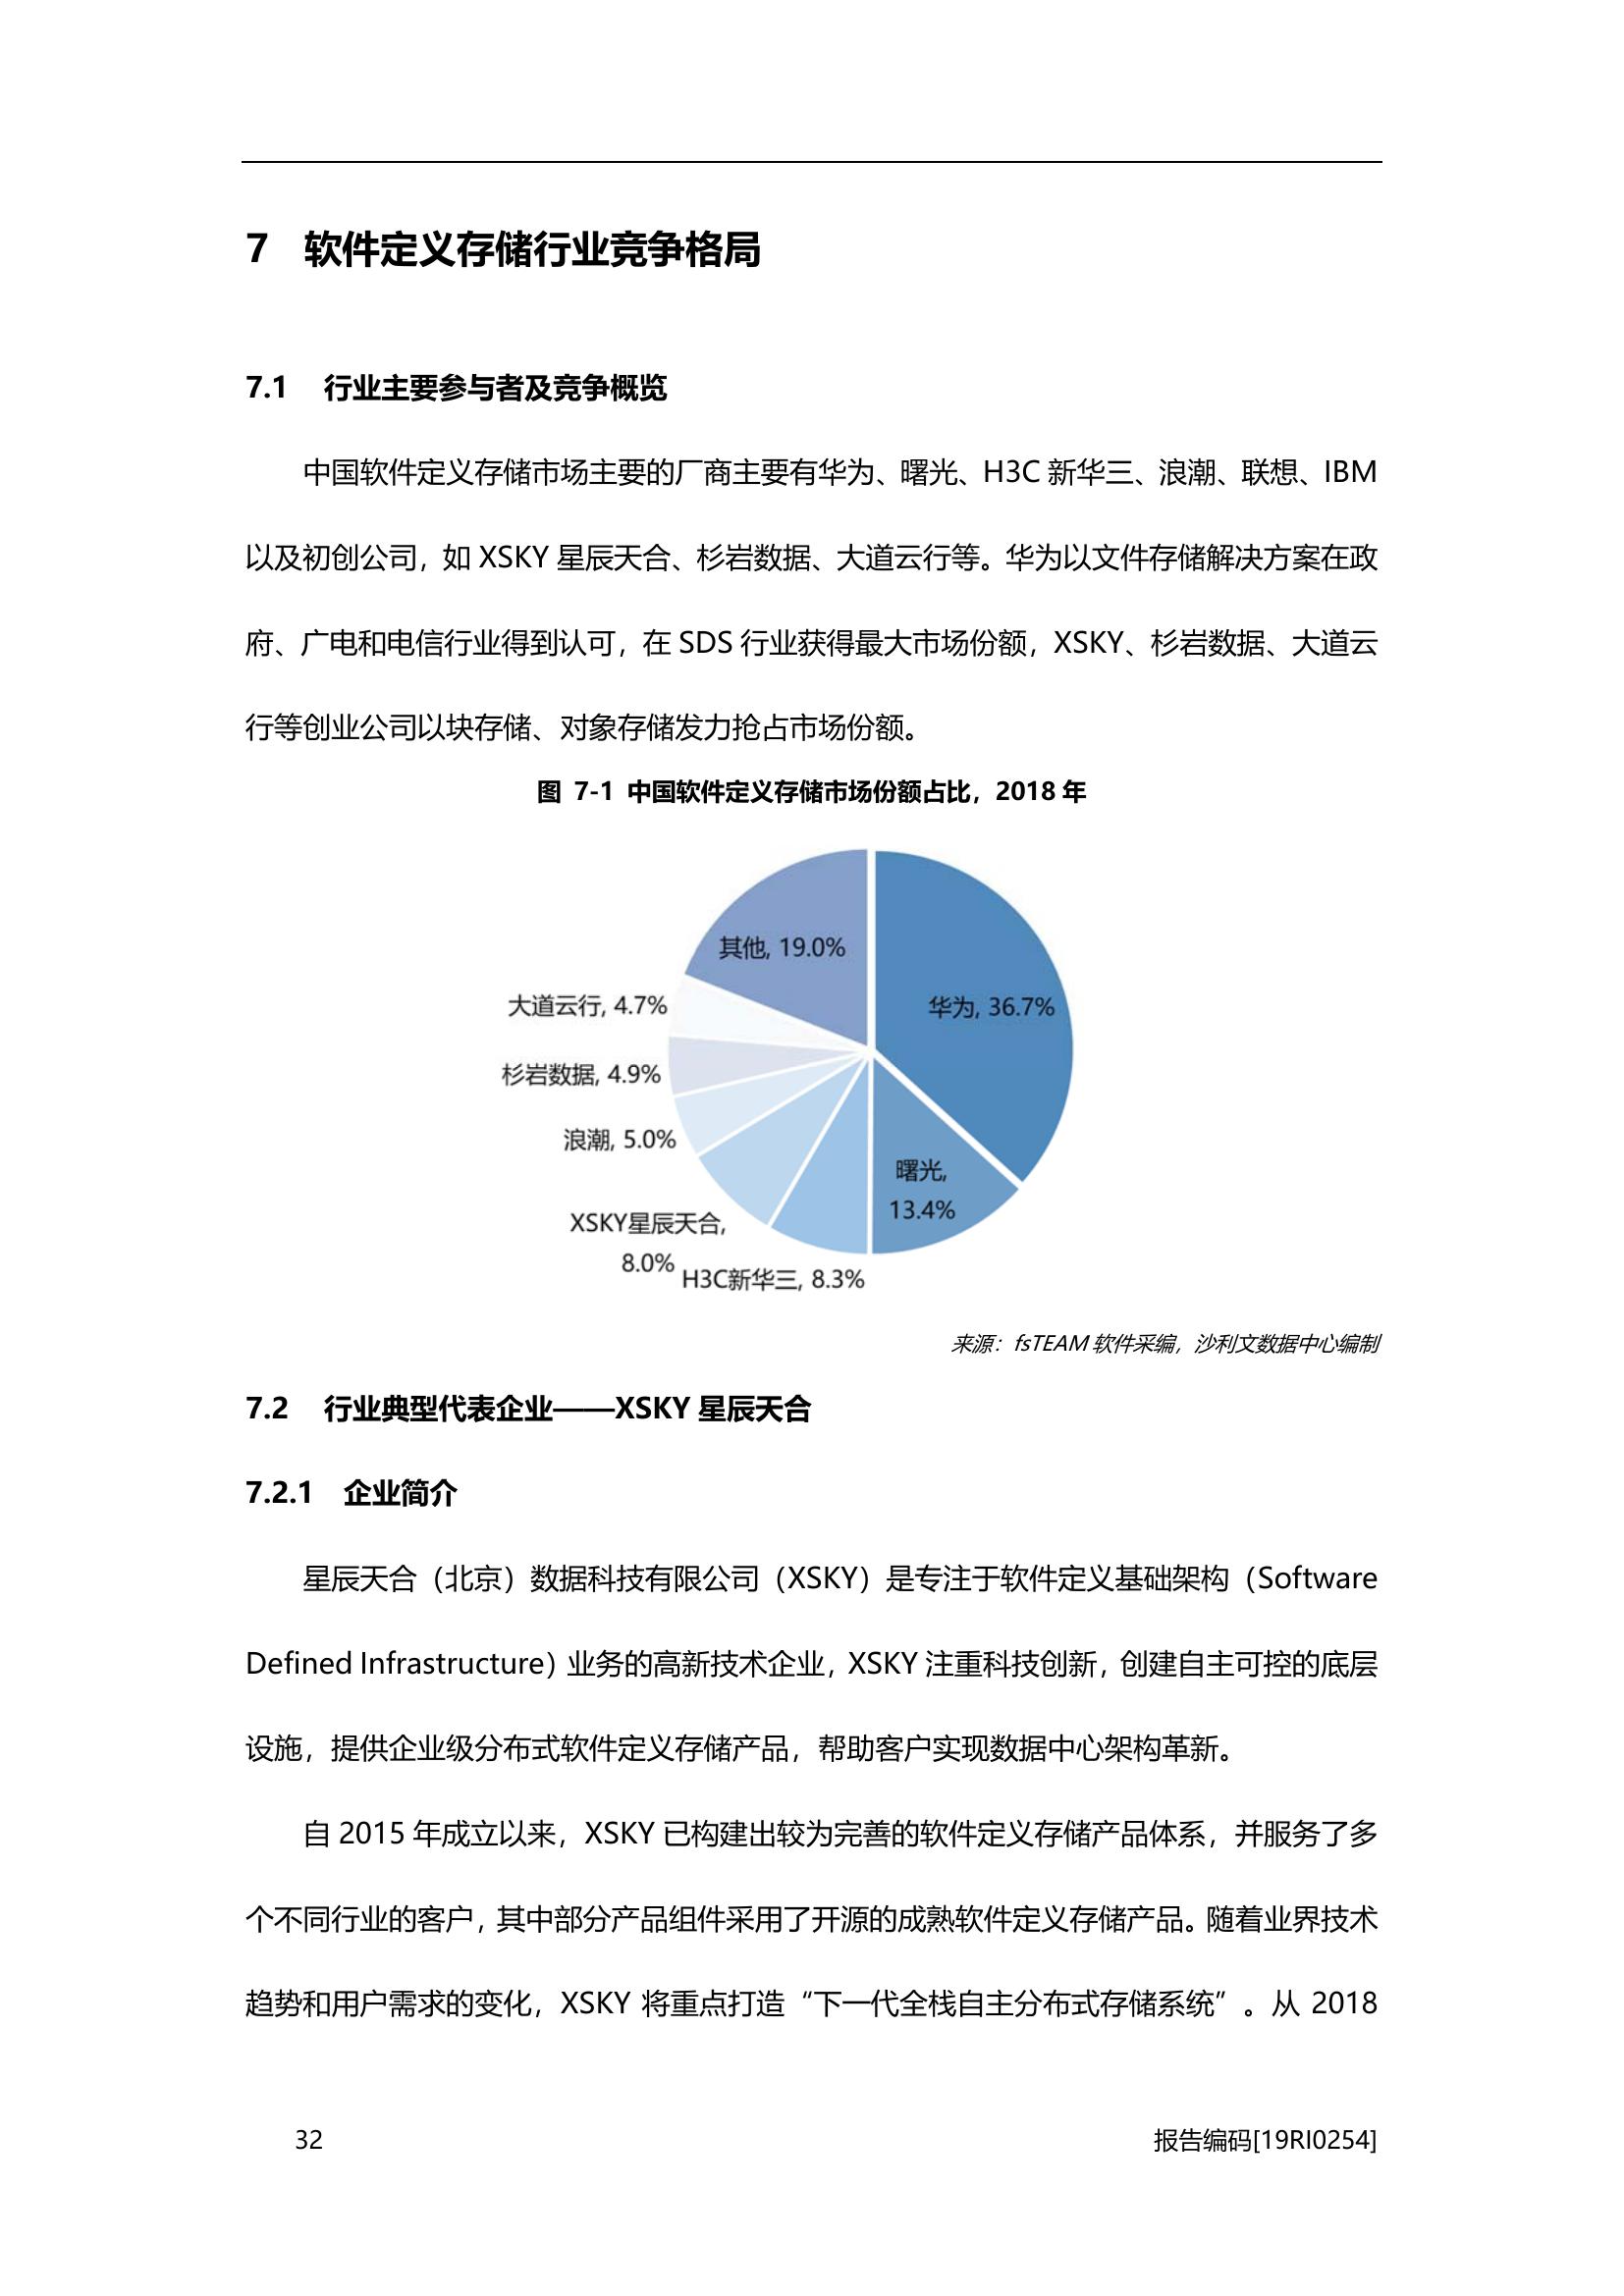 7 软件定义存储行业竞争格局
7.1 行业主要参与者及竞争概览
中国软件定义存储市场主要的厂商主要有华为、曙光、H3C 新华三、浪潮、联想、IBM
以及初创公司，如 XSKY 星辰天合、杉岩数据、大道云行等。华为以文件存储解决方案在政
府、广电和电信行业得到认可，在 SDS 行业获得最大市场份额，XSKY、杉岩数据、大道云
行等创业公司以块存储、对象存储发力抢占市场份额。
图 7-1 中国软件定义存储市场份额占比，2018 年
其他, 19.0%
大道云行, 4.7%
华为, 36.7%
杉岩数据, 4.9%
浪潮, 5.0%
曙光,
13.4%
XSKY星辰天合,
8.0%
H3C新华三, 8.3%
来源：fsTEAM 软件采编，沙利文数据中心编制
7.2 行业典型代表企业——XSKY 星辰天合
7.2.1 企业简介
星辰天合（北京）数据科技有限公司（XSKY）是专注于软件定义基础架构（Software
Defined Infrastructure）业务的高新技术企业，XSKY 注重科技创新，创建自主可控的底层
设施，提供企业级分布式软件定义存储产品，帮助客户实现数据中心架构革新。
自 2015 年成立以来，XSKY 已构建出较为完善的软件定义存储产品体系，并服务了多
个不同行业的客户，其中部分产品组件采用了开源的成熟软件定义存储产品。随着业界技术
趋势和用户需求的变化，XSKY 将重点打造“下一代全栈自主分布式存储系统”。从 2018
32
报告编码[19RI0254]